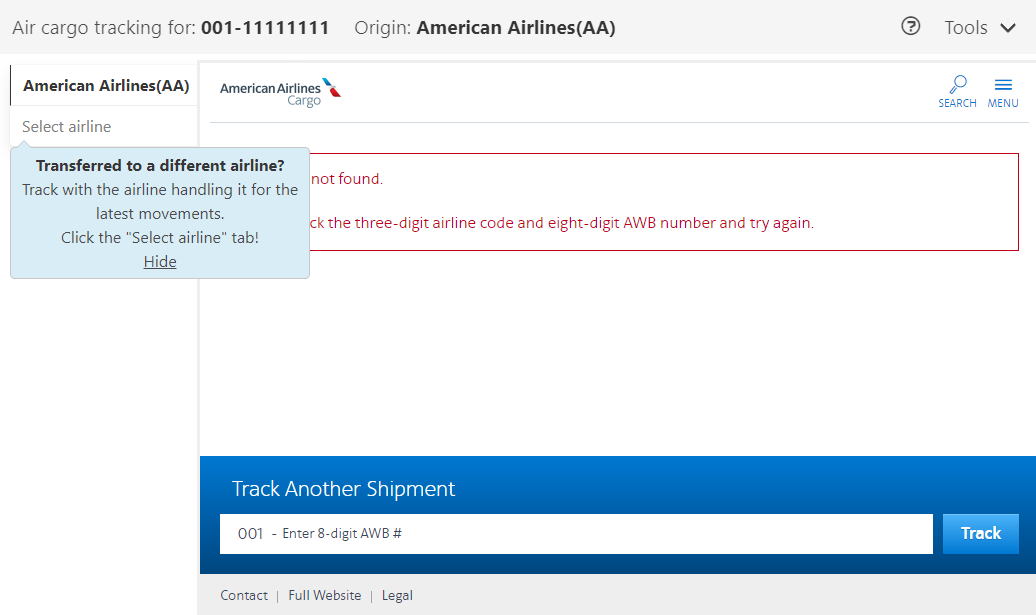 Air cargo tracking for: 001-11111111 Origin: American Airlines(AA) ? Tools
American Airlines(AA)
Select airline
Transferred to a different airline?
Track with the airline handling it for the
latest movements.
Click the "Select airline" tab!
Hide
American Airlines
Cargo
SEARCH MENU
not found.
the three-digit airline code and eight-digit AWB number and try again.
Track Another Shipment
001 - Enter 8-digit AWB #
Track
Contact | Full Website | Legal